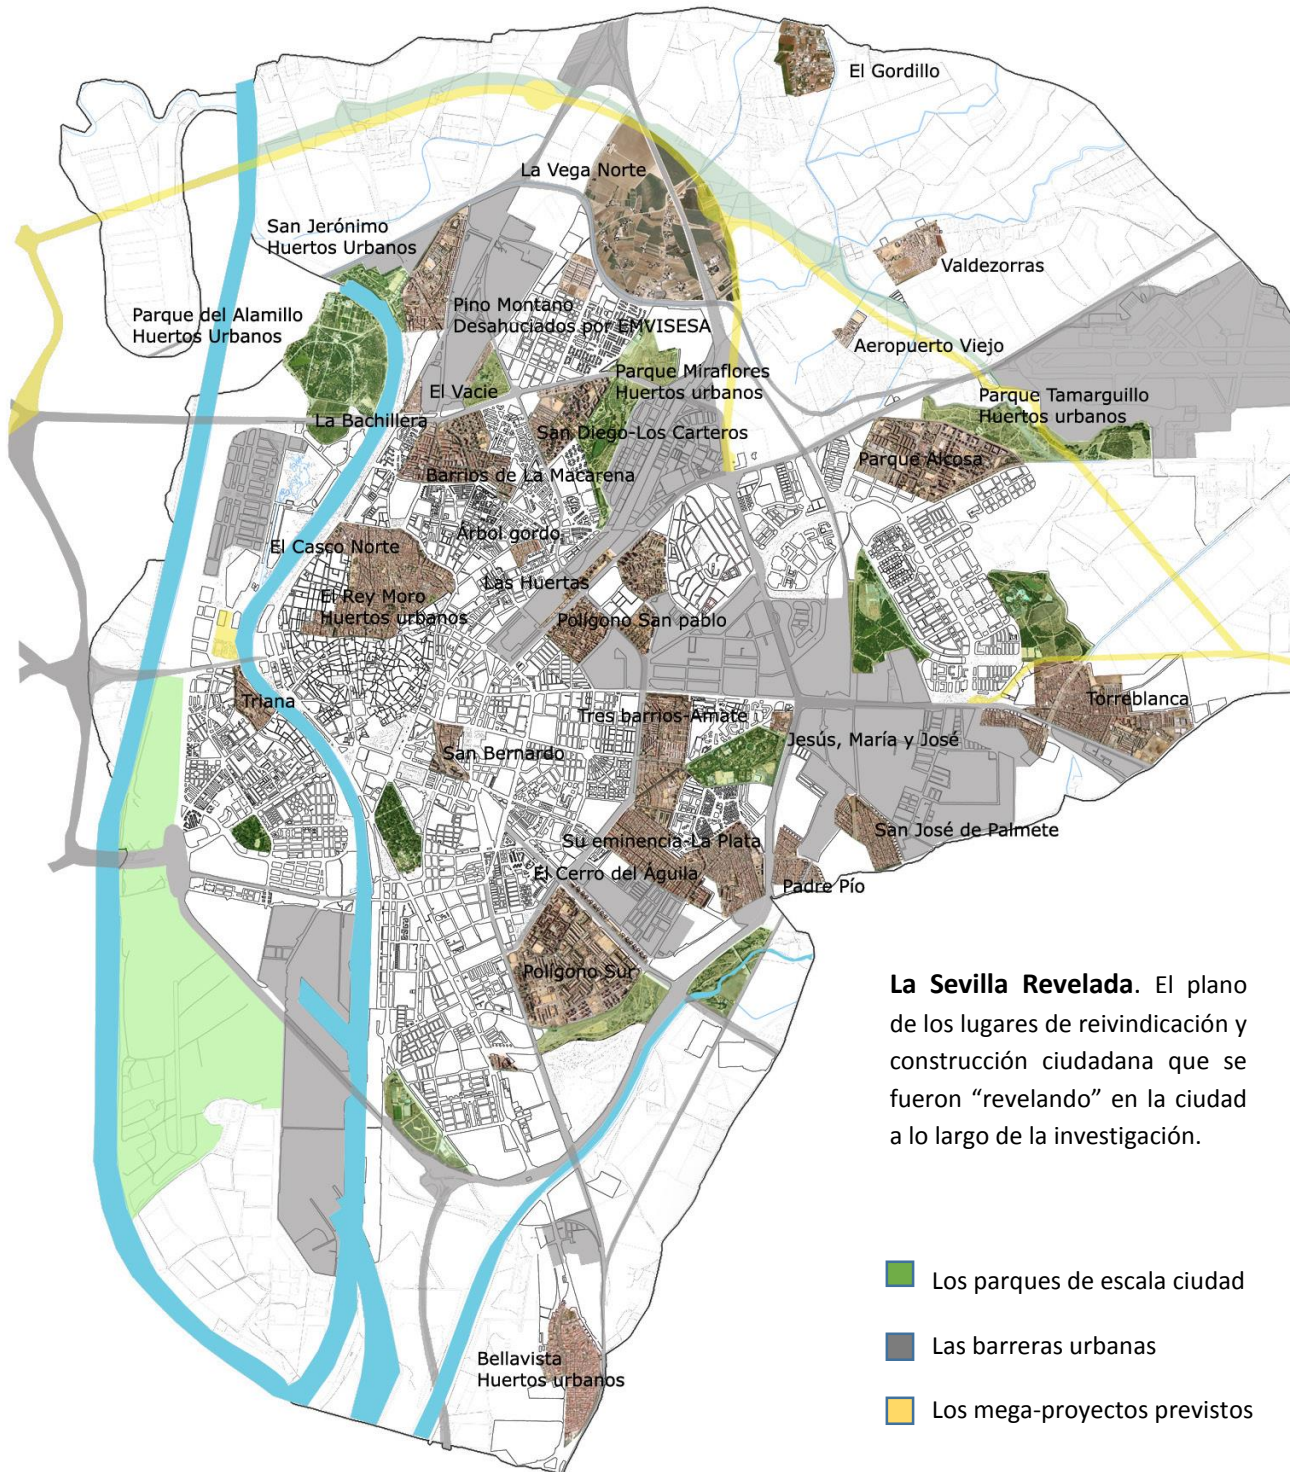 El Gordillo
La Vega Norte
San Jerónimo
Huertos Urbanos
Valdezorras
Parque del Alamillo
Huertos Urbanos
Pino Montano
Desahuciados por EMVISESA
Aeropuerto Viejo
Parque Miraflores
Huertos urbanos
El Vacie
Parque Tamarguillo
Huertos urbanos
La Bachillera
San Diego-Los Carteros
Parque Alcosa
Barrios de La Macarena
Árbol gordo
El Casco Norte
Las Huertas
El Rey Moro
Huertos urbanos
Polígono San pablo
Triana
Torreblanca
Tres barrios-Amate
Jesús, María y José
San Bernardo
San José de Palmete
Su eminencia-La Plata
El Cerro del Águila
Padre Pío
Polígono Sur
La Sevilla Revelada. El plano
de los lugares de reivindicación y
construcción ciudadana que se
fueron “revelando” en la ciudad
a lo largo de la investigación.
Los parques de escala ciudad
Las barreras urbanas
Bellavista
Huertos urbanos
Los mega-proyectos previstos